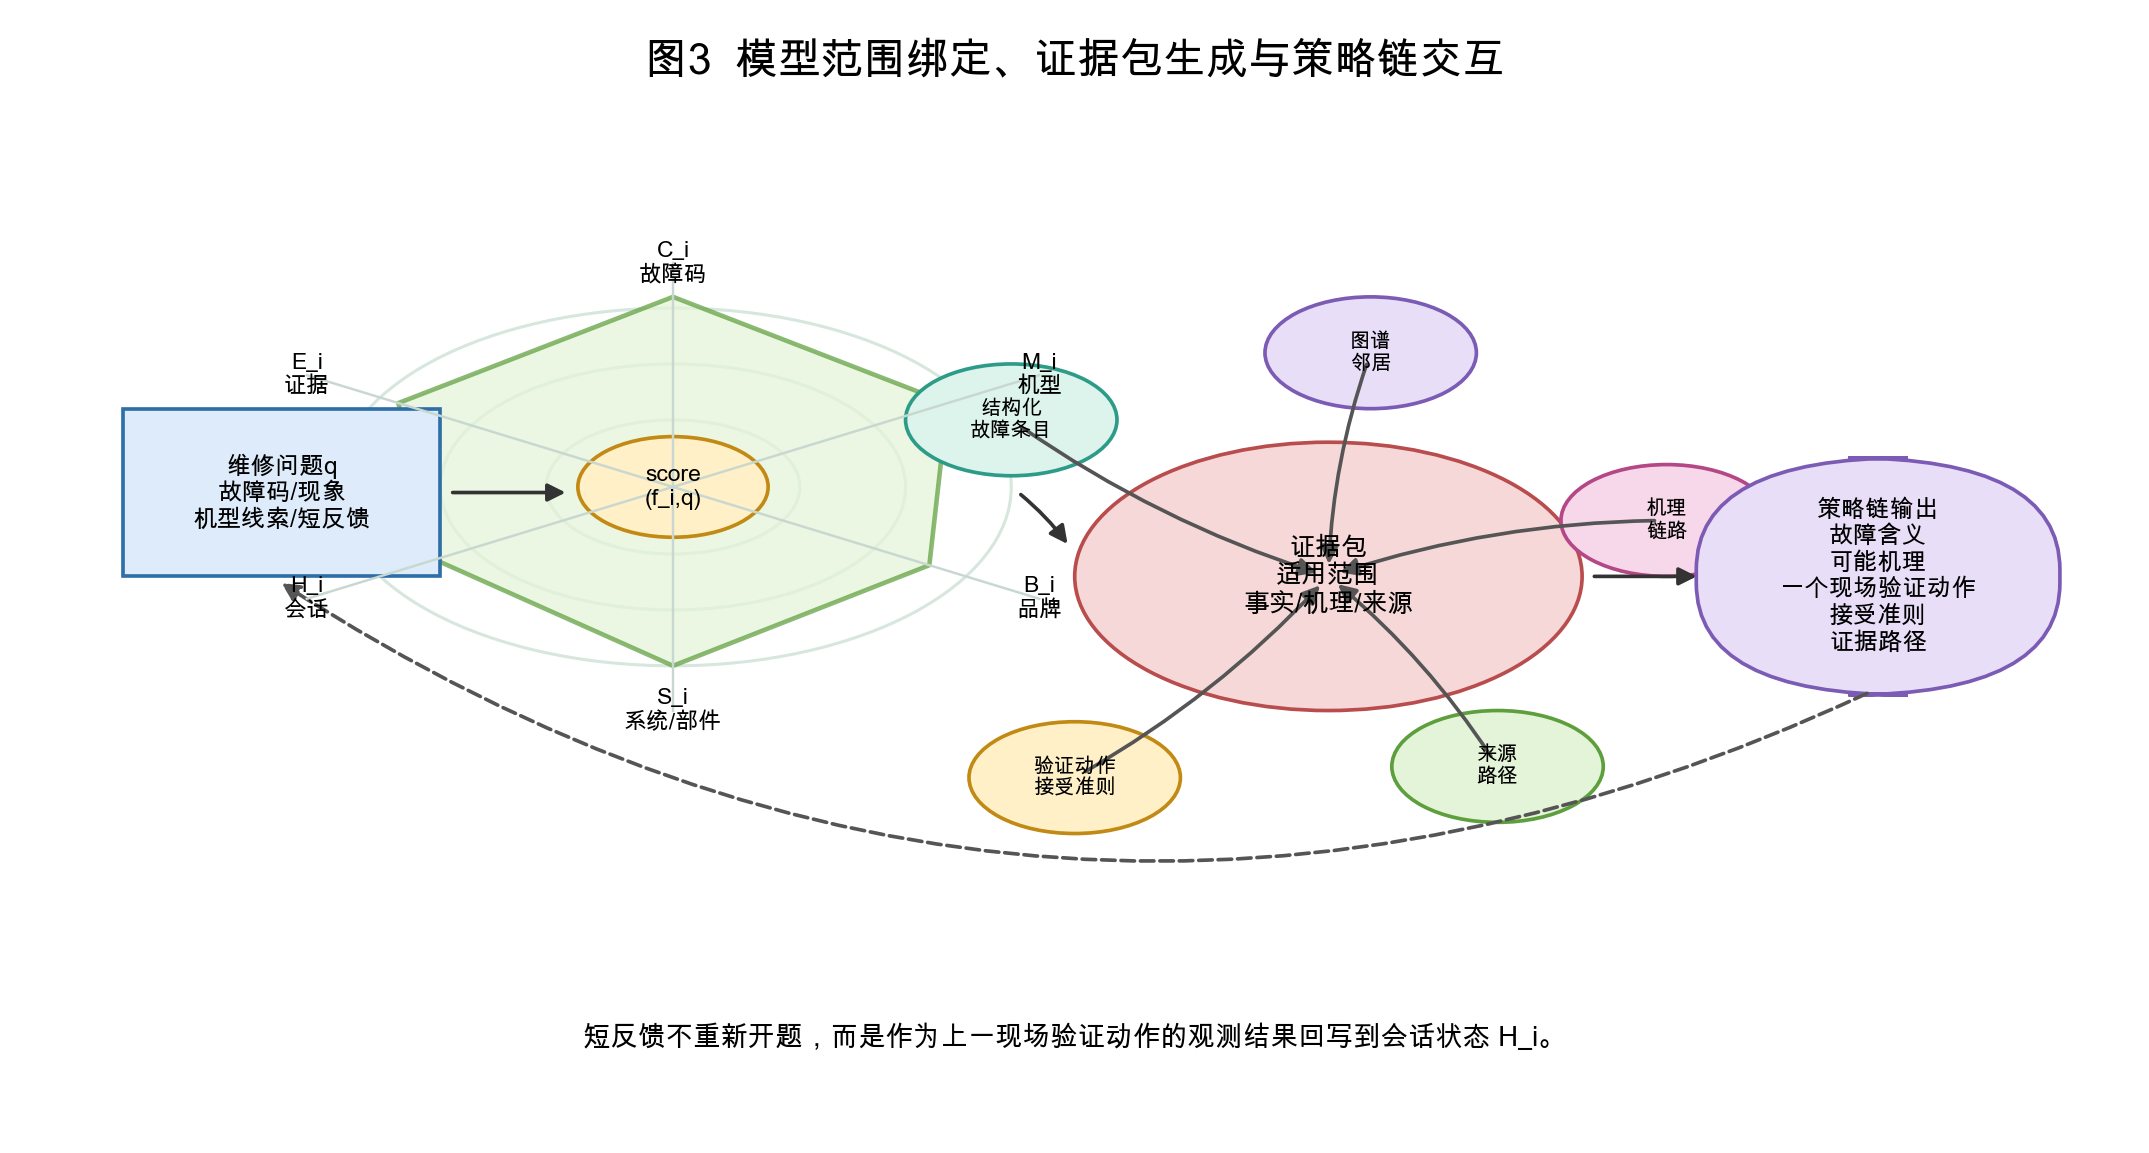 图3 模型范围绑定、证据包生成与策略链交互
C_i
故障码
E_i
证据
M_i
机型
维修问题q
故障码/现象
机型线索/短反馈
score
(f_i,q)
结构化
故障条目
H_i
会话
B_i
品牌
S_i
系统/部件
图谱
邻居
证据包
适用范围
事实/机理/来源
机理
链路
验证动作
接受准则
来源
路径
策略链输出
故障含义
可能机理
一个现场验证动作
接受准则
证据路径
短反馈不重新开题，而是作为上一现场验证动作的观测结果回写到会话状态 H_i。